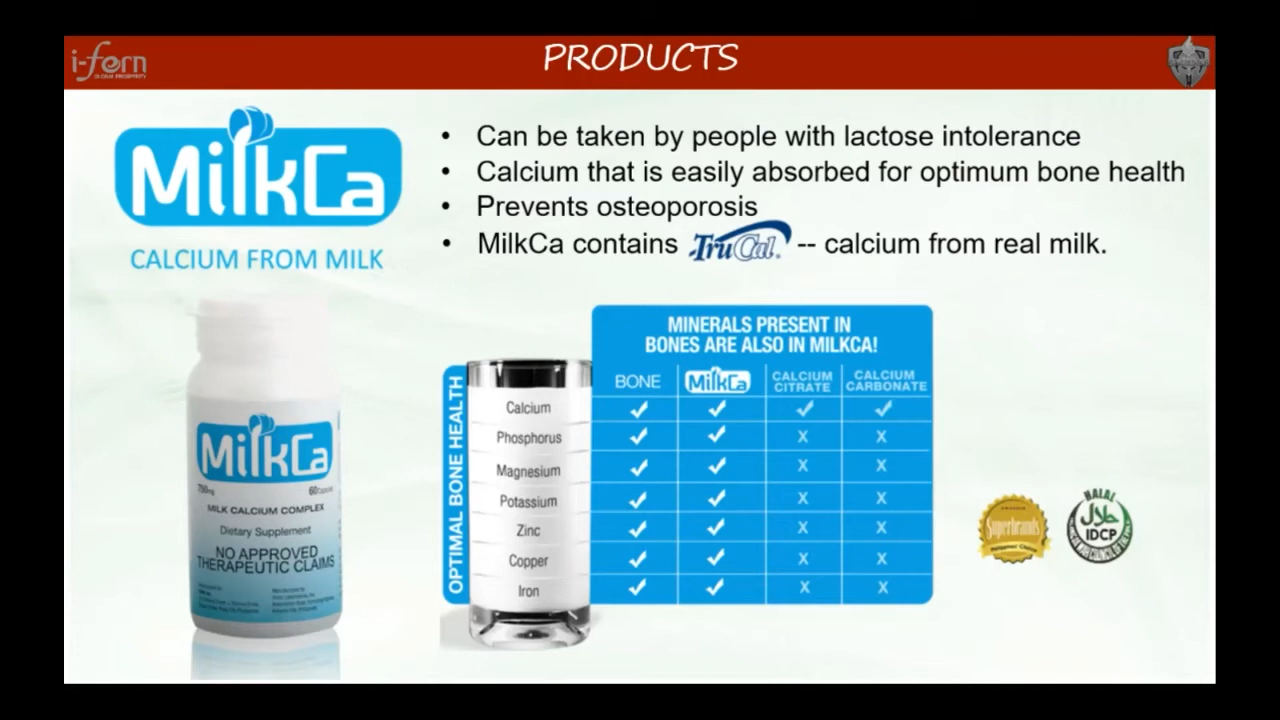 i-fern
PRODUCTS
MilkCa
CALCIUM FROM MILK
• Can be taken by people with lactose intolerance
• Calcium that is easily absorbed for optimum bone health
• Prevents osteoporosis
• MilkCa contains TruCal® -- calcium from real milk.
MilkCa
750mg 60Capsules
MILK CALCIUM COMPLEX
Dietary Supplement
NO APPROVED
THERAPEUTIC CLAIMS
OPTIMAL BONE HEALTH
MINERALS PRESENT IN
BONES ARE ALSO IN MILKCA!
BONE MilkCa CALCIUM CITRATE CALCIUM CARBONATE
Calcium ✓ ✓ ✓ ✓
Phosphorus ✓ ✓ X X
Magnesium ✓ ✓ X X
Potassium ✓ ✓ X X
Zinc ✓ ✓ X X
Copper ✓ ✓ X X
Iron ✓ ✓ X X
Superbrands
HALAL
حلال
IDCP